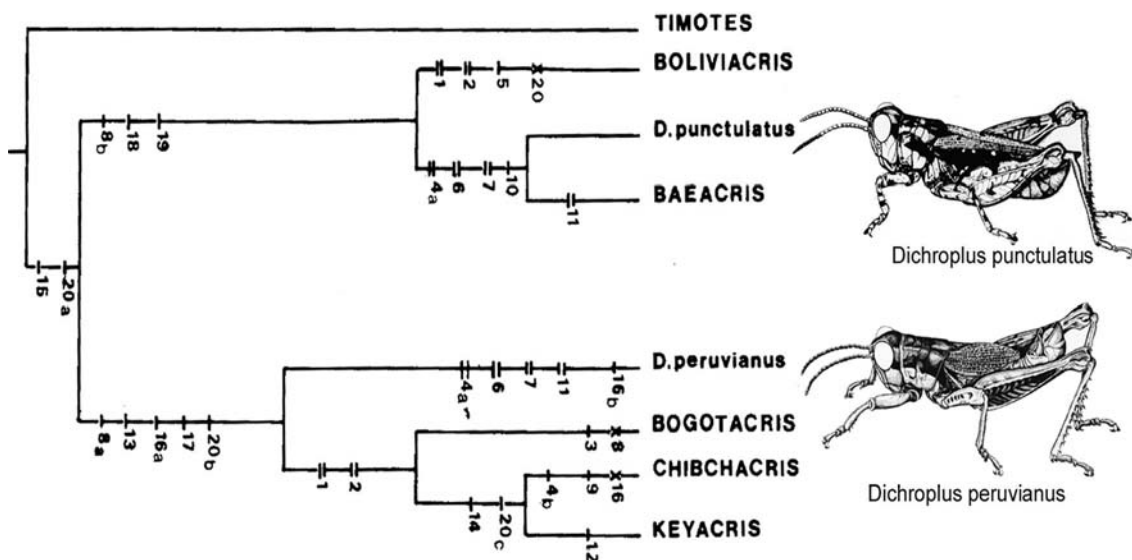 TIMOTES
1 2 5 20
BOLIVIACRIS
8b 18 19
D. punctulatus
4a 6 7 10
BAEACRIS
11
Dichroplus punctulatus
15 20a
D. peruvianus
4a 6 7 11 16b
8a 13 16a 17 20b
BOGOTACRIS
3 8
1 2
CHIBCHACRIS
4b 9 16
14 20c
KEYACRIS
12
Dichroplus peruvianus